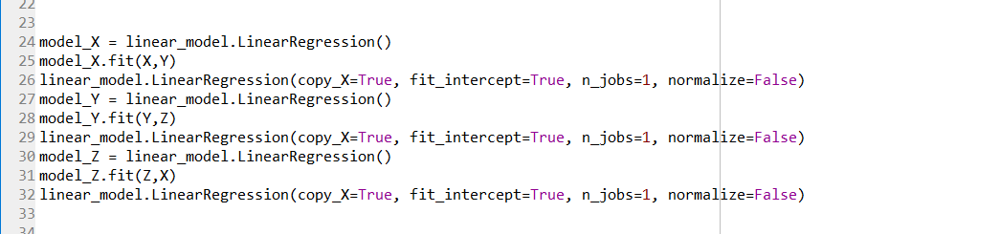 22
23
24 model_X = linear_model.LinearRegression()
25 model_X.fit(X,Y)
26 linear_model.LinearRegression(copy_X=True, fit_intercept=True, n_jobs=1, normalize=False)
27 model_Y = linear_model.LinearRegression()
28 model_Y.fit(Y,Z)
29 linear_model.LinearRegression(copy_X=True, fit_intercept=True, n_jobs=1, normalize=False)
30 model_Z = linear_model.LinearRegression()
31 model_Z.fit(Z,X)
32 linear_model.LinearRegression(copy_X=True, fit_intercept=True, n_jobs=1, normalize=False)
33
34